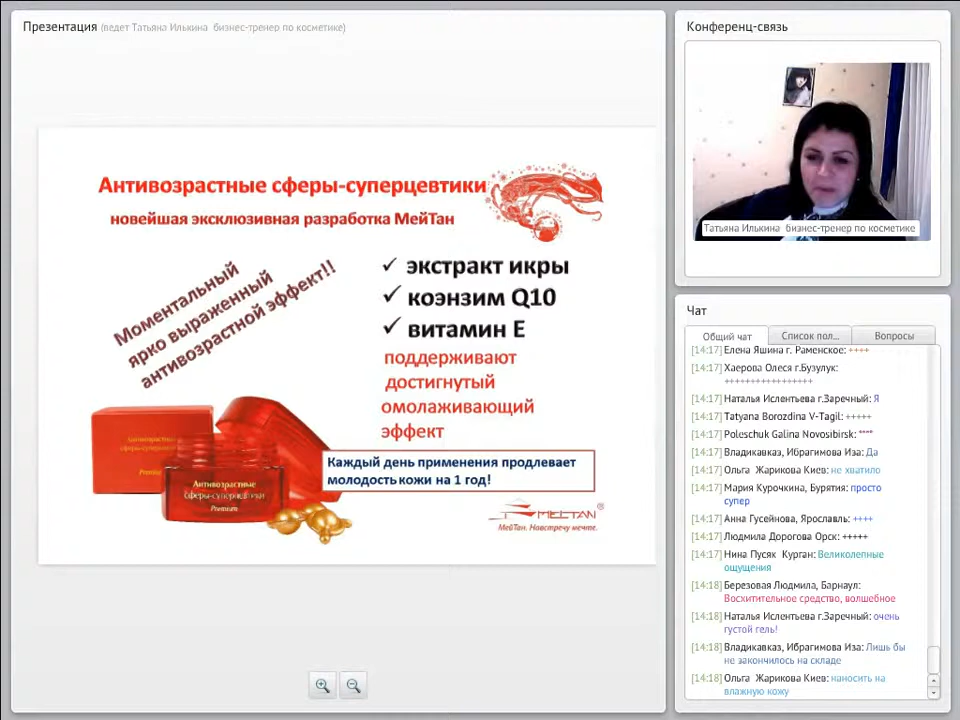 Презентация (ведет Татьяна Илькина бизнес-тренер по косметике)
Антивозрастные сферы-суперцевтики
новейшая эксклюзивная разработка МейТан
Моментальный
ярко выраженный
антивозрастной эффект!!
✓ экстракт икры
✓ коэнзим Q10
✓ витамин Е
поддерживают
достигнутый
омолаживающий
эффект
Каждый день применения продлевает
молодость кожи на 1 год!
Антивозрастные
сферы-суперцевтики
Premium
MEITAN®
МейТан. Навстречу мечте.
Конференц-связь
Татьяна Илькина бизнес-тренер по косметике
Чат
Общий чат
Список пол...
Вопросы
[14:17] Елена Яшина г. Раменское: ++++
[14:17] Хаерова Олеся г.Бузулук:
+++++++++++++++++
[14:17] Наталья Ислентьева г.Заречный: Я
[14:17] Tatyana Borozdina V-Tagil: +++++
[14:17] Poleschuk Galina Novosibirsk: ****
[14:17] Владикавказ, Ибрагимова Иза: Да
[14:17] Ольга Жарикова Киев: не хватило
[14:17] Мария Курочкина, Бурятия: просто
супер
[14:17] Анна Гусейнова, Ярославль: ++++
[14:17] Людмила Дорогова Орск: +++++
[14:17] Нина Пусяк Курган: Великолепные
ощущения
[14:18] Березовая Людмила, Барнаул:
Восхитительное средство, волшебное
[14:18] Наталья Ислентьева г.Заречный: очень
густой гель!
[14:18] Владикавказ, Ибрагимова Иза: Лишь бы
не закончилось на складе
[14:18] Ольга Жарикова Киев: наносить на
влажную кожу